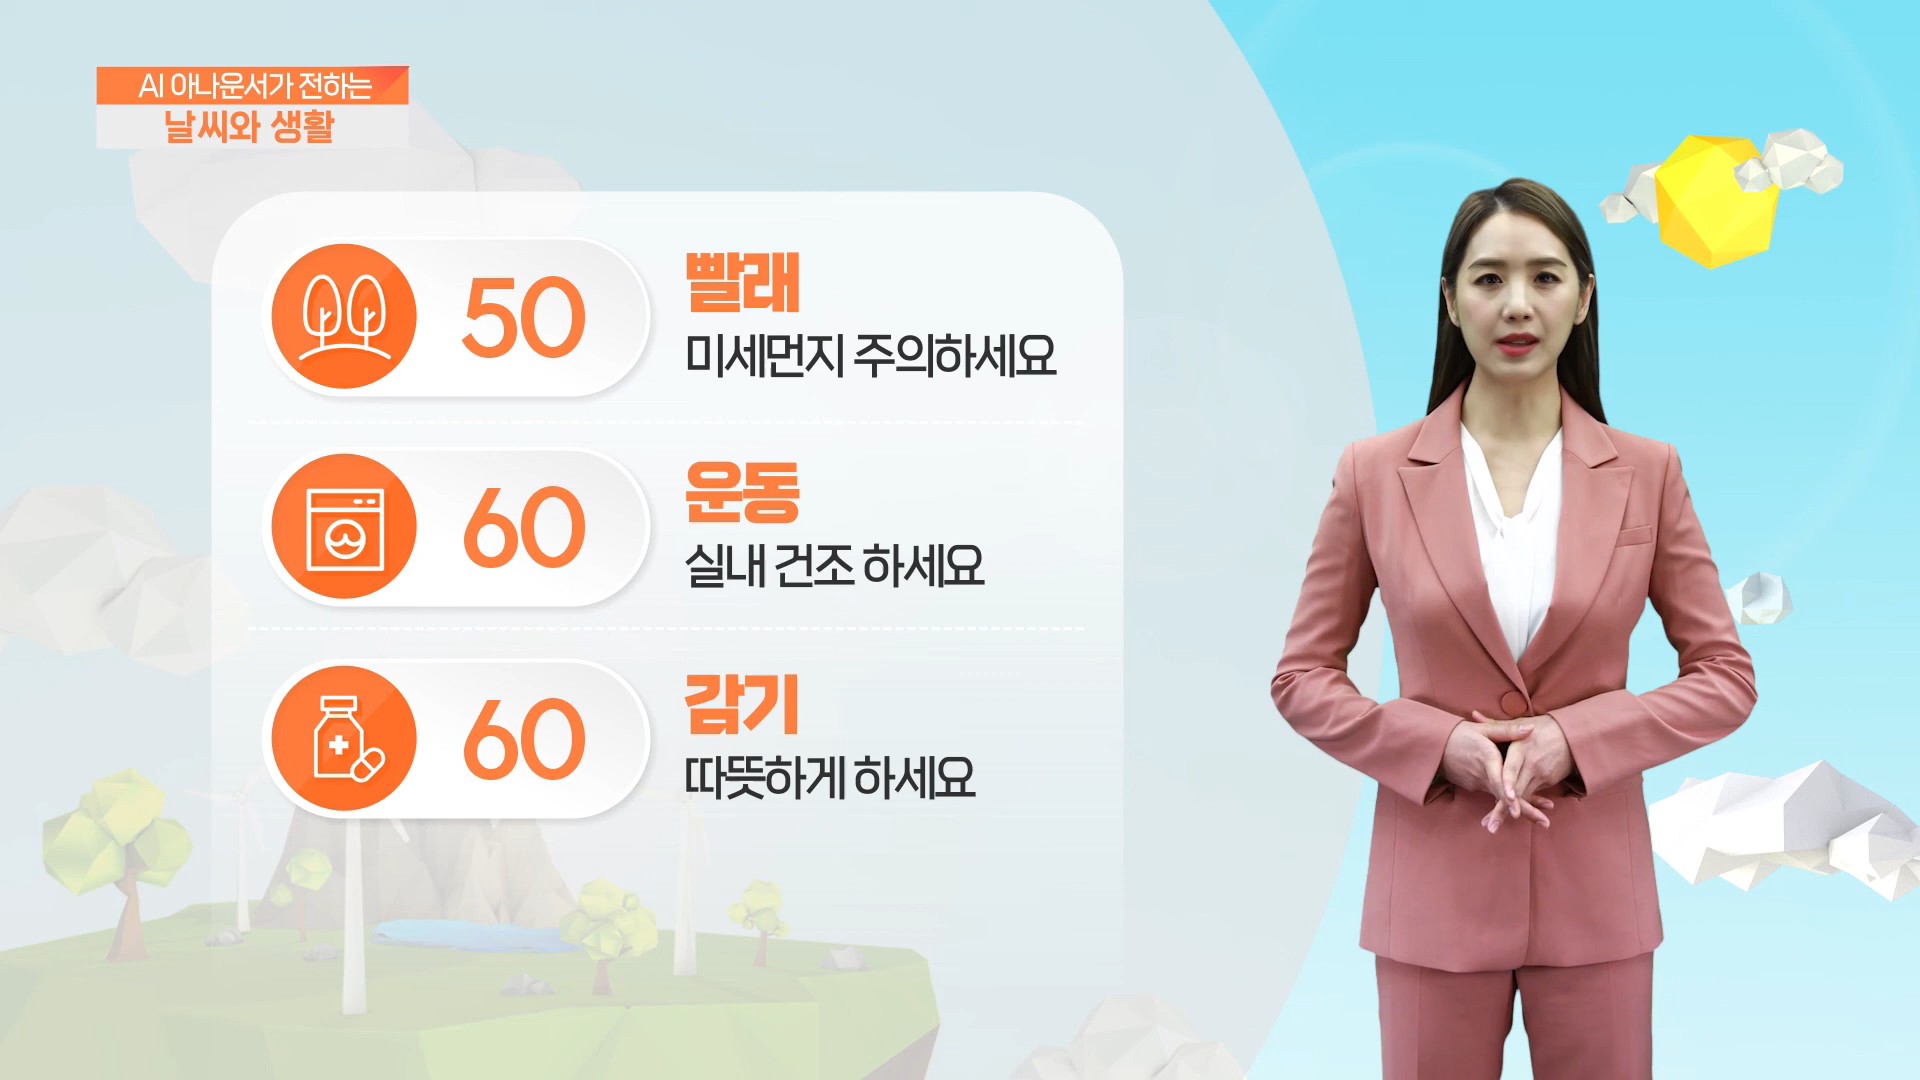 AI 아나운서가 전하는
날씨와 생활
50
빨래
미세먼지 주의하세요
60
운동
실내 건조 하세요
60
감기
따뜻하게 하세요